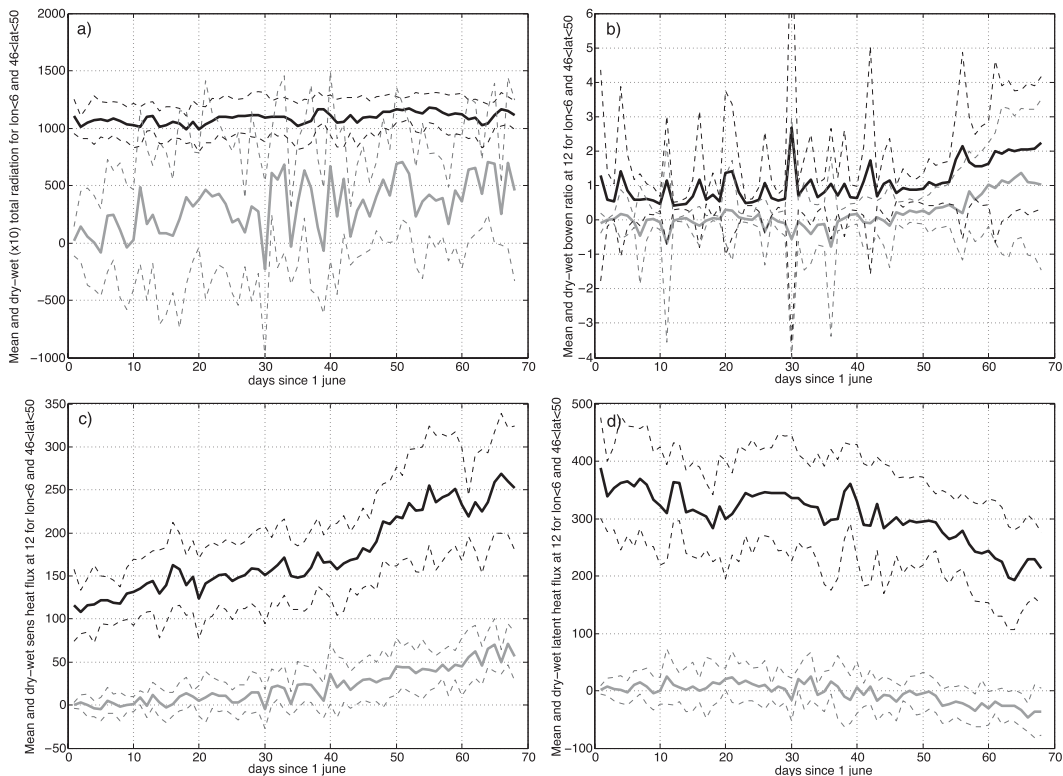 a)
Mean and dry−wet (x10) total radiation for lon<6 and 46<lat<50
2000
1500
1000
500
0
−500
−1000
0 10 20 30 40 50 60 70
days since 1 june
b)
Mean and dry−wet bowen ratio at 12 for lon<6 and 46<lat<50
6
5
4
3
2
1
0
−1
−2
−3
−4
0 10 20 30 40 50 60 70
days since 1 june
c)
Mean and dry−wet sens heat flux at 12 for lon<6 and 46<lat<50
350
300
250
200
150
100
50
0
−50
0 10 20 30 40 50 60 70
days since 1 june
d)
Mean and dry−wet latent heat flux at 12 for lon<6 and 46<lat<50
500
400
300
200
100
0
−100
0 10 20 30 40 50 60 70
days since 1 june